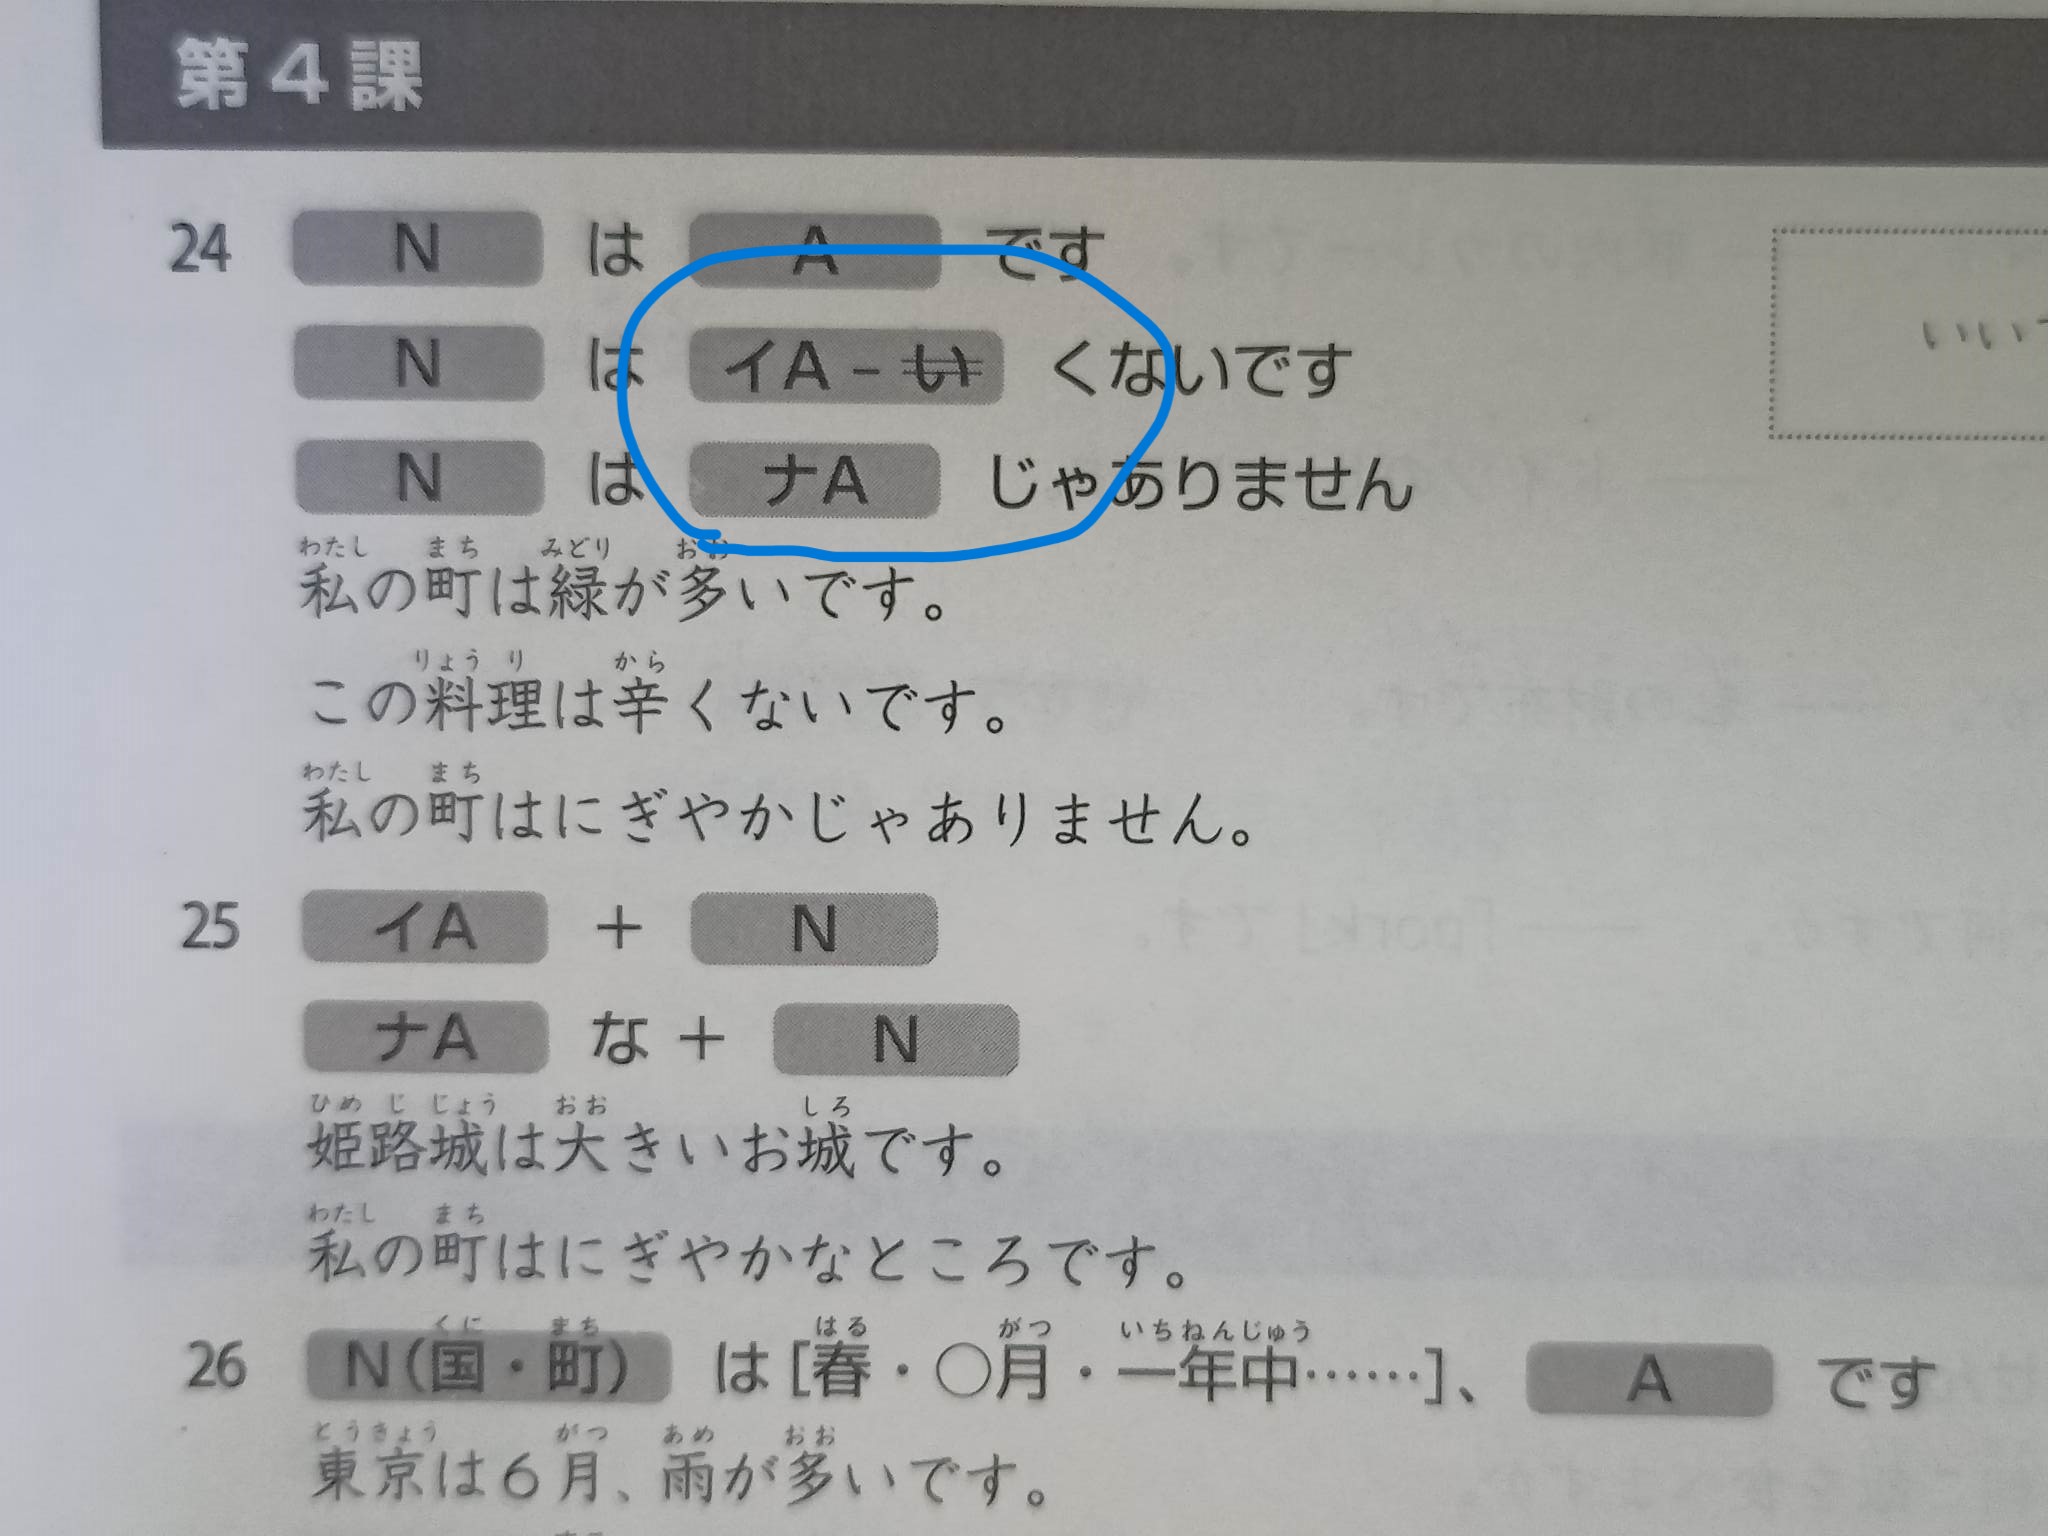 第4課
24 N は A です
N は イA－い くないです
N は ナA じゃありません
わたし まち みどり おお
私の町は緑が多いです。
りょう り から
この料理は辛くないです。
わたし まち
私の町はにぎやかじゃありません。
25 イA ＋ N
ナA な＋ N
ひめ じ じょう おお しろ
姫路城は大きいお城です。
わたし まち
私の町はにぎやかなところです。
くに まち はる がつ いちねんじゅう
26 N（国・町） は［春・○月・一年中……］、 A です
とうきょう がつ あめ おお
東京は6月、雨が多いです。